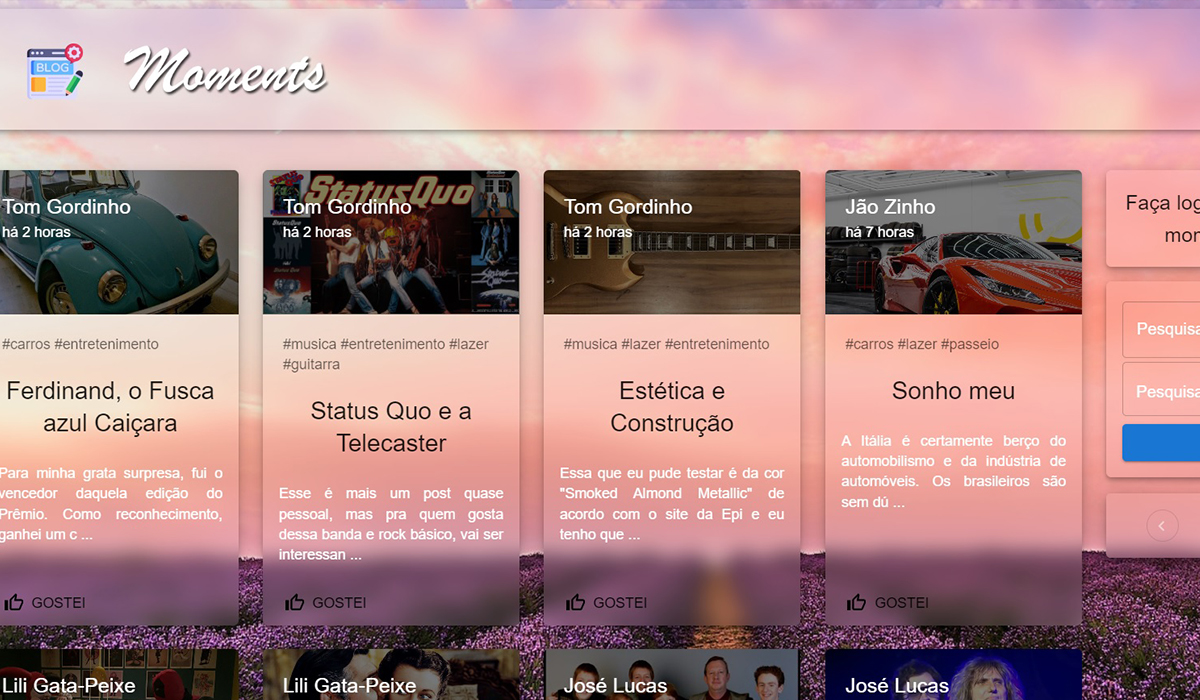 BLOG
Moments
Tom Gordinho
há 2 horas
#carros #entretenimento
Ferdinand, o Fusca
azul Caiçara
Para minha grata surpresa, fui o
vencedor daquela edição do
Prêmio. Como reconhecimento,
ganhei um c ...
GOSTEI
Status Quo
Tom Gordinho
há 2 horas
#musica #entretenimento #lazer
#guitarra
Status Quo e a
Telecaster
Esse é mais um post quase
pessoal, mas pra quem gosta
dessa banda e rock básico, vai ser
interessan ...
GOSTEI
Tom Gordinho
há 2 horas
#musica #lazer #entretenimento
Estética e
Construção
Essa que eu pude testar é da cor
"Smoked Almond Metallic" de
acordo com o site da Epi e eu
tenho que ...
GOSTEI
Jão Zinho
há 7 horas
#carros #lazer #passeio
Sonho meu
A Itália é certamente berço do
automobilismo e da indústria de
automóveis. Os brasileiros são
sem dú ...
GOSTEI
Faça log
mor
Pesquisa
Pesquisa
Lili Gata-Peixe
Lili Gata-Peixe
José Lucas
José Lucas